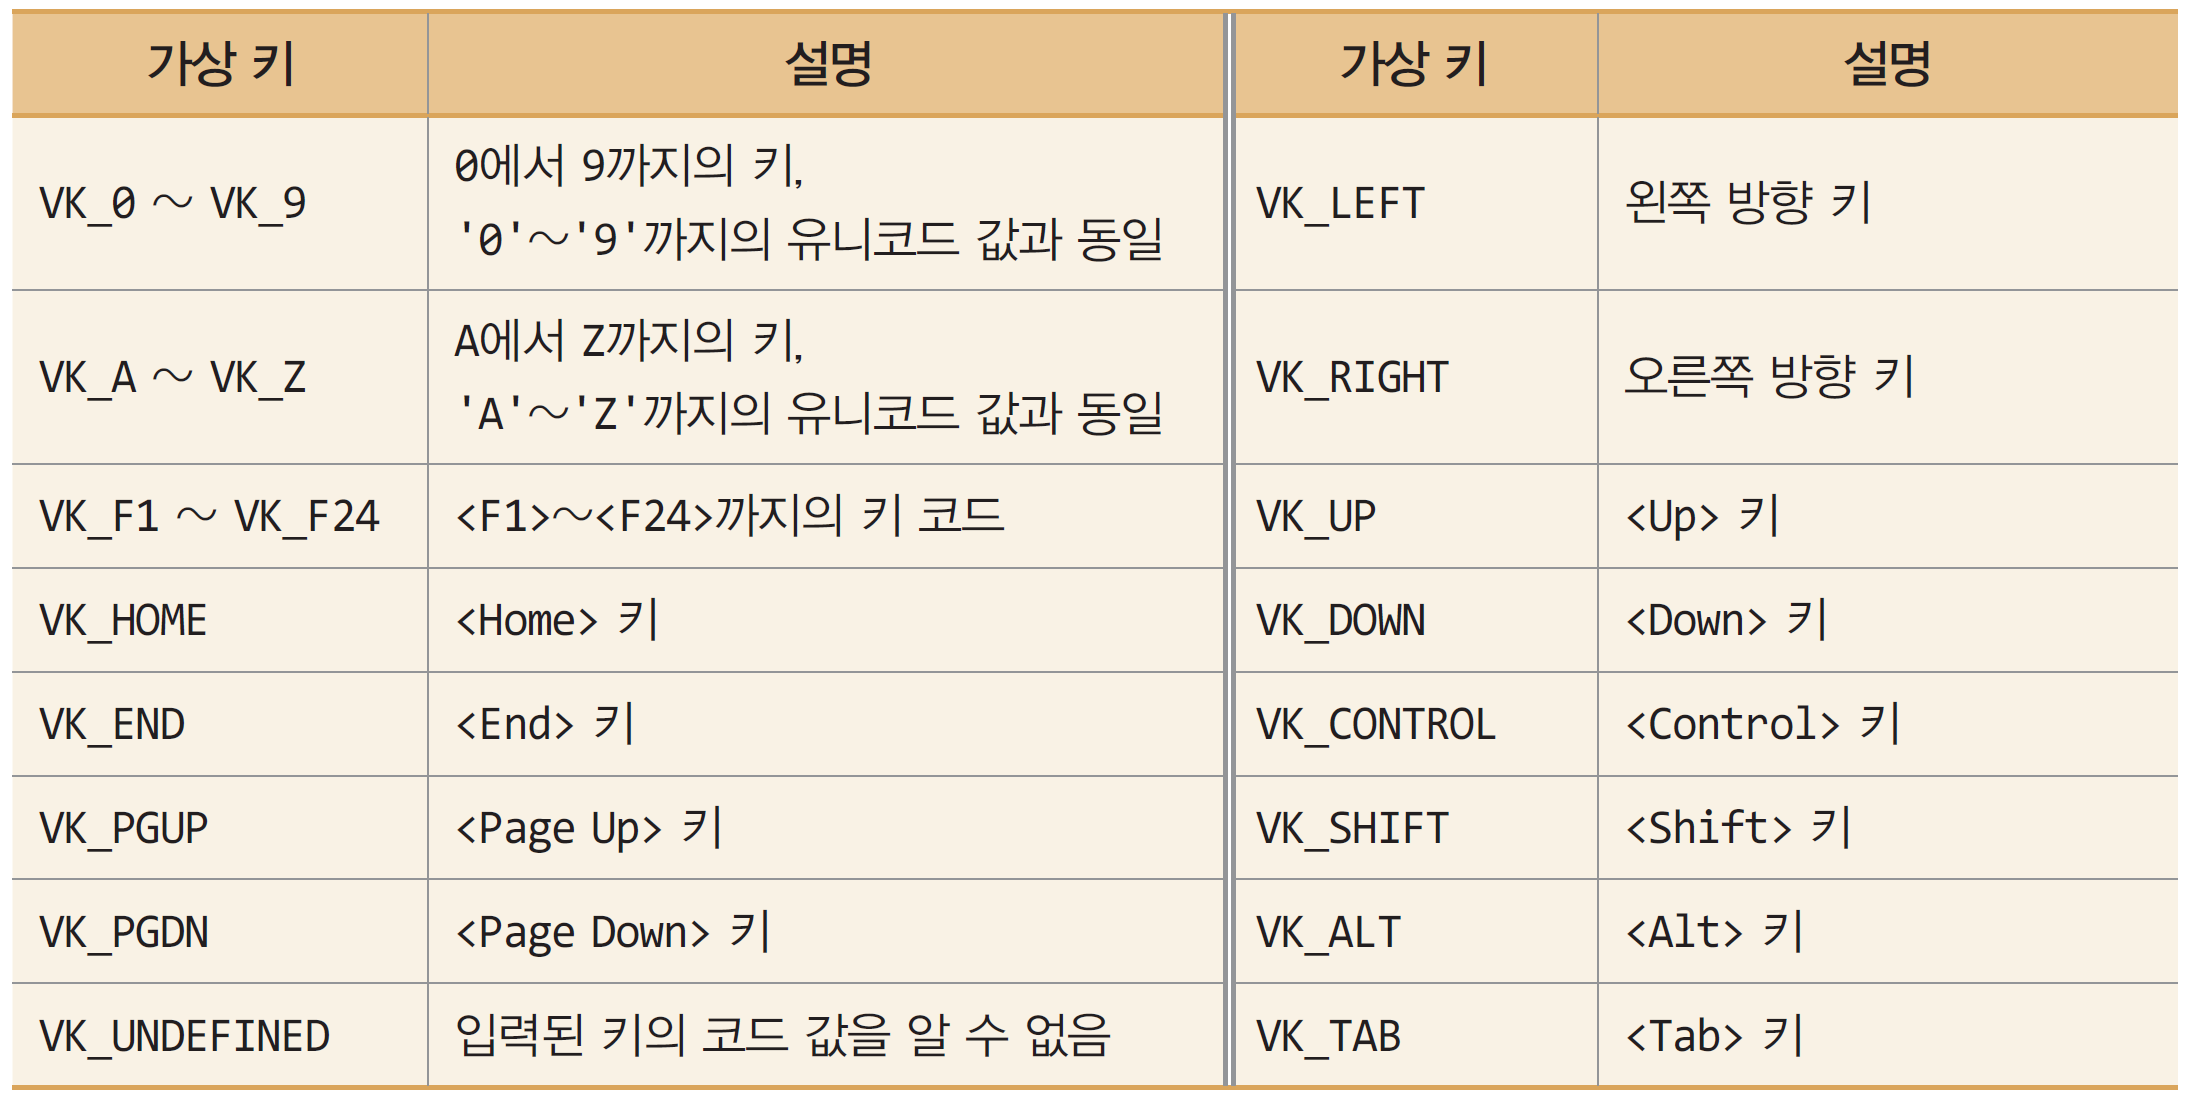 가상 키 설명 가상 키 설명
VK_0 ～ VK_9 0에서 9까지의 키, VK_LEFT 왼쪽 방향 키
'0'～'9'까지의 유니코드 값과 동일
VK_A ～ VK_Z A에서 Z까지의 키, VK_RIGHT 오른쪽 방향 키
'A'～'Z'까지의 유니코드 값과 동일
VK_F1 ～ VK_F24 <F1>～<F24>까지의 키 코드 VK_UP <Up> 키
VK_HOME <Home> 키 VK_DOWN <Down> 키
VK_END <End> 키 VK_CONTROL <Control> 키
VK_PGUP <Page Up> 키 VK_SHIFT <Shift> 키
VK_PGDN <Page Down> 키 VK_ALT <Alt> 키
VK_UNDEFINED 입력된 키의 코드 값을 알 수 없음 VK_TAB <Tab> 키